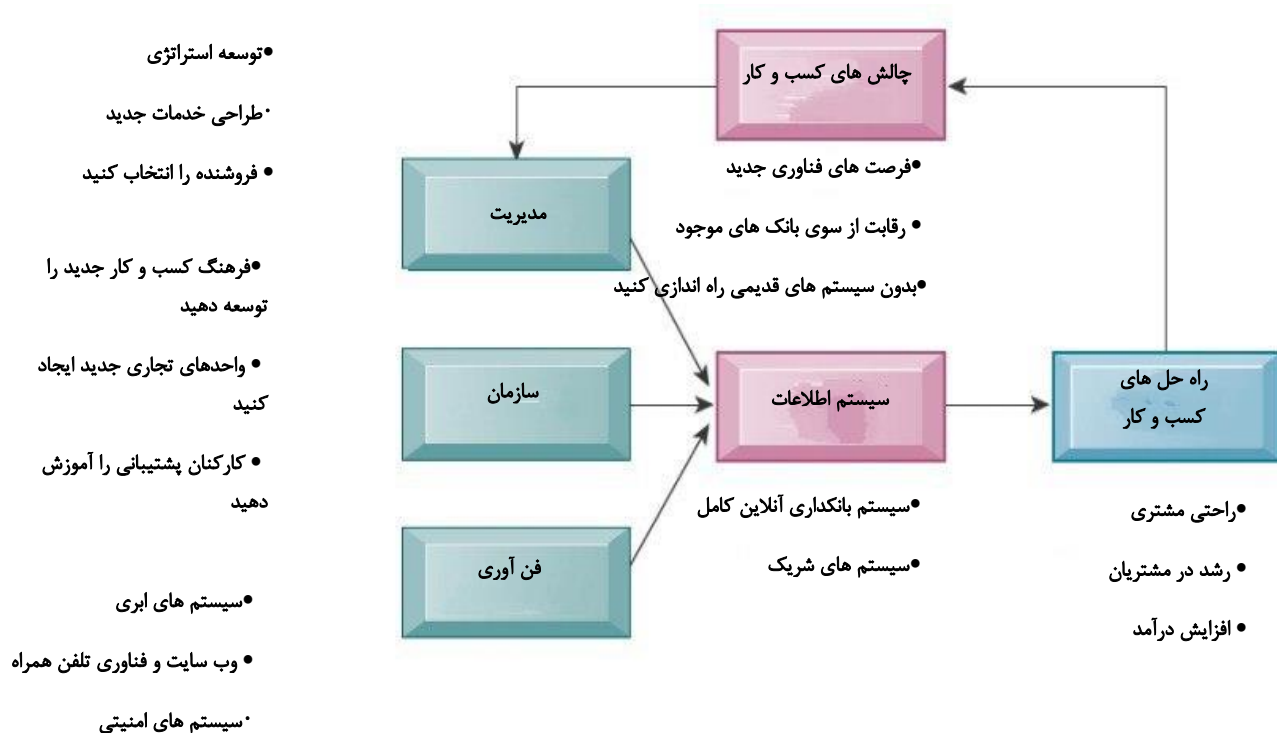 •توسعه استراتژی
·طراحی خدمات جدید
• فروشنده را انتخاب کنید
•فرهنگ کسب و کار جدید را
توسعه دهید
• واحدهای تجاری جدید ایجاد
کنید
• کارکنان پشتیبانی را آموزش
دهید
•سیستم های ابری
• وب سایت و فناوری تلفن همراه
·سیستم های امنیتی
چالش های کسب و کار
•فرصت های فناوری جدید
• رقابت از سوی بانک های موجود
•بدون سیستم های قدیمی راه اندازی کنید
مدیریت
سازمان
فن آوری
سیستم اطلاعات
•سیستم بانکداری آنلاین کامل
•سیستم های شریک
راه حل های
کسب و کار
•راحتی مشتری
• رشد در مشتریان
• افزایش درآمد